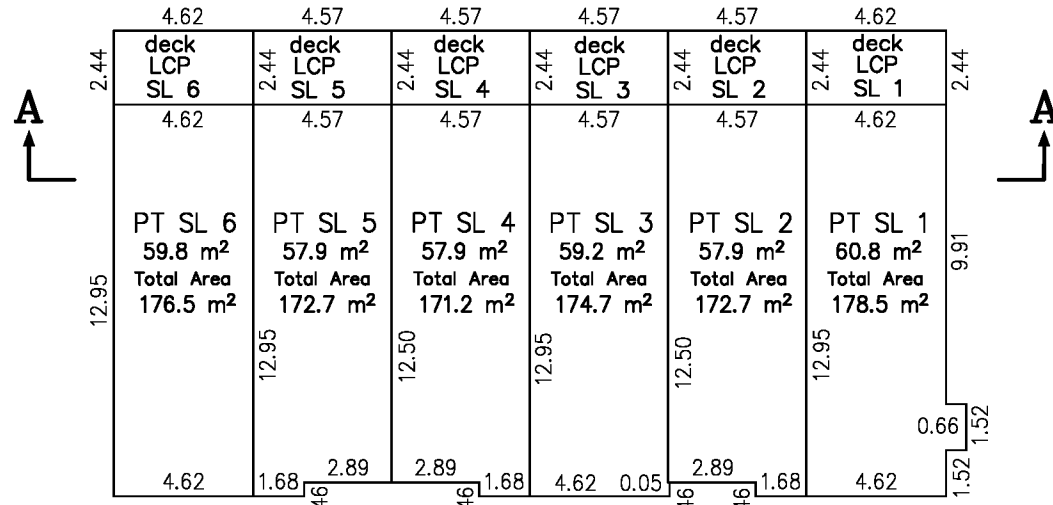 4.62 4.57 4.57 4.57 4.57 4.62
2.44 2.44 2.44 2.44 2.44 2.44 2.44
deck deck deck deck deck deck
LCP LCP LCP LCP LCP LCP
SL 6 SL 5 SL 4 SL 3 SL 2 SL 1
A A
4.62 4.57 4.57 4.57 4.57 4.62
PT SL 6 PT SL 5 PT SL 4 PT SL 3 PT SL 2 PT SL 1
59.8 m² 57.9 m² 57.9 m² 59.2 m² 57.9 m² 60.8 m²
Total Area Total Area Total Area Total Area Total Area Total Area
176.5 m² 172.7 m² 171.2 m² 174.7 m² 172.7 m² 178.5 m²
9.91
12.95 12.95 12.50 12.95 12.50 12.95
0.66 1.52
2.89 2.89 2.89
4.62 1.68 1.68 4.62 0.05 1.68 4.62 1.52